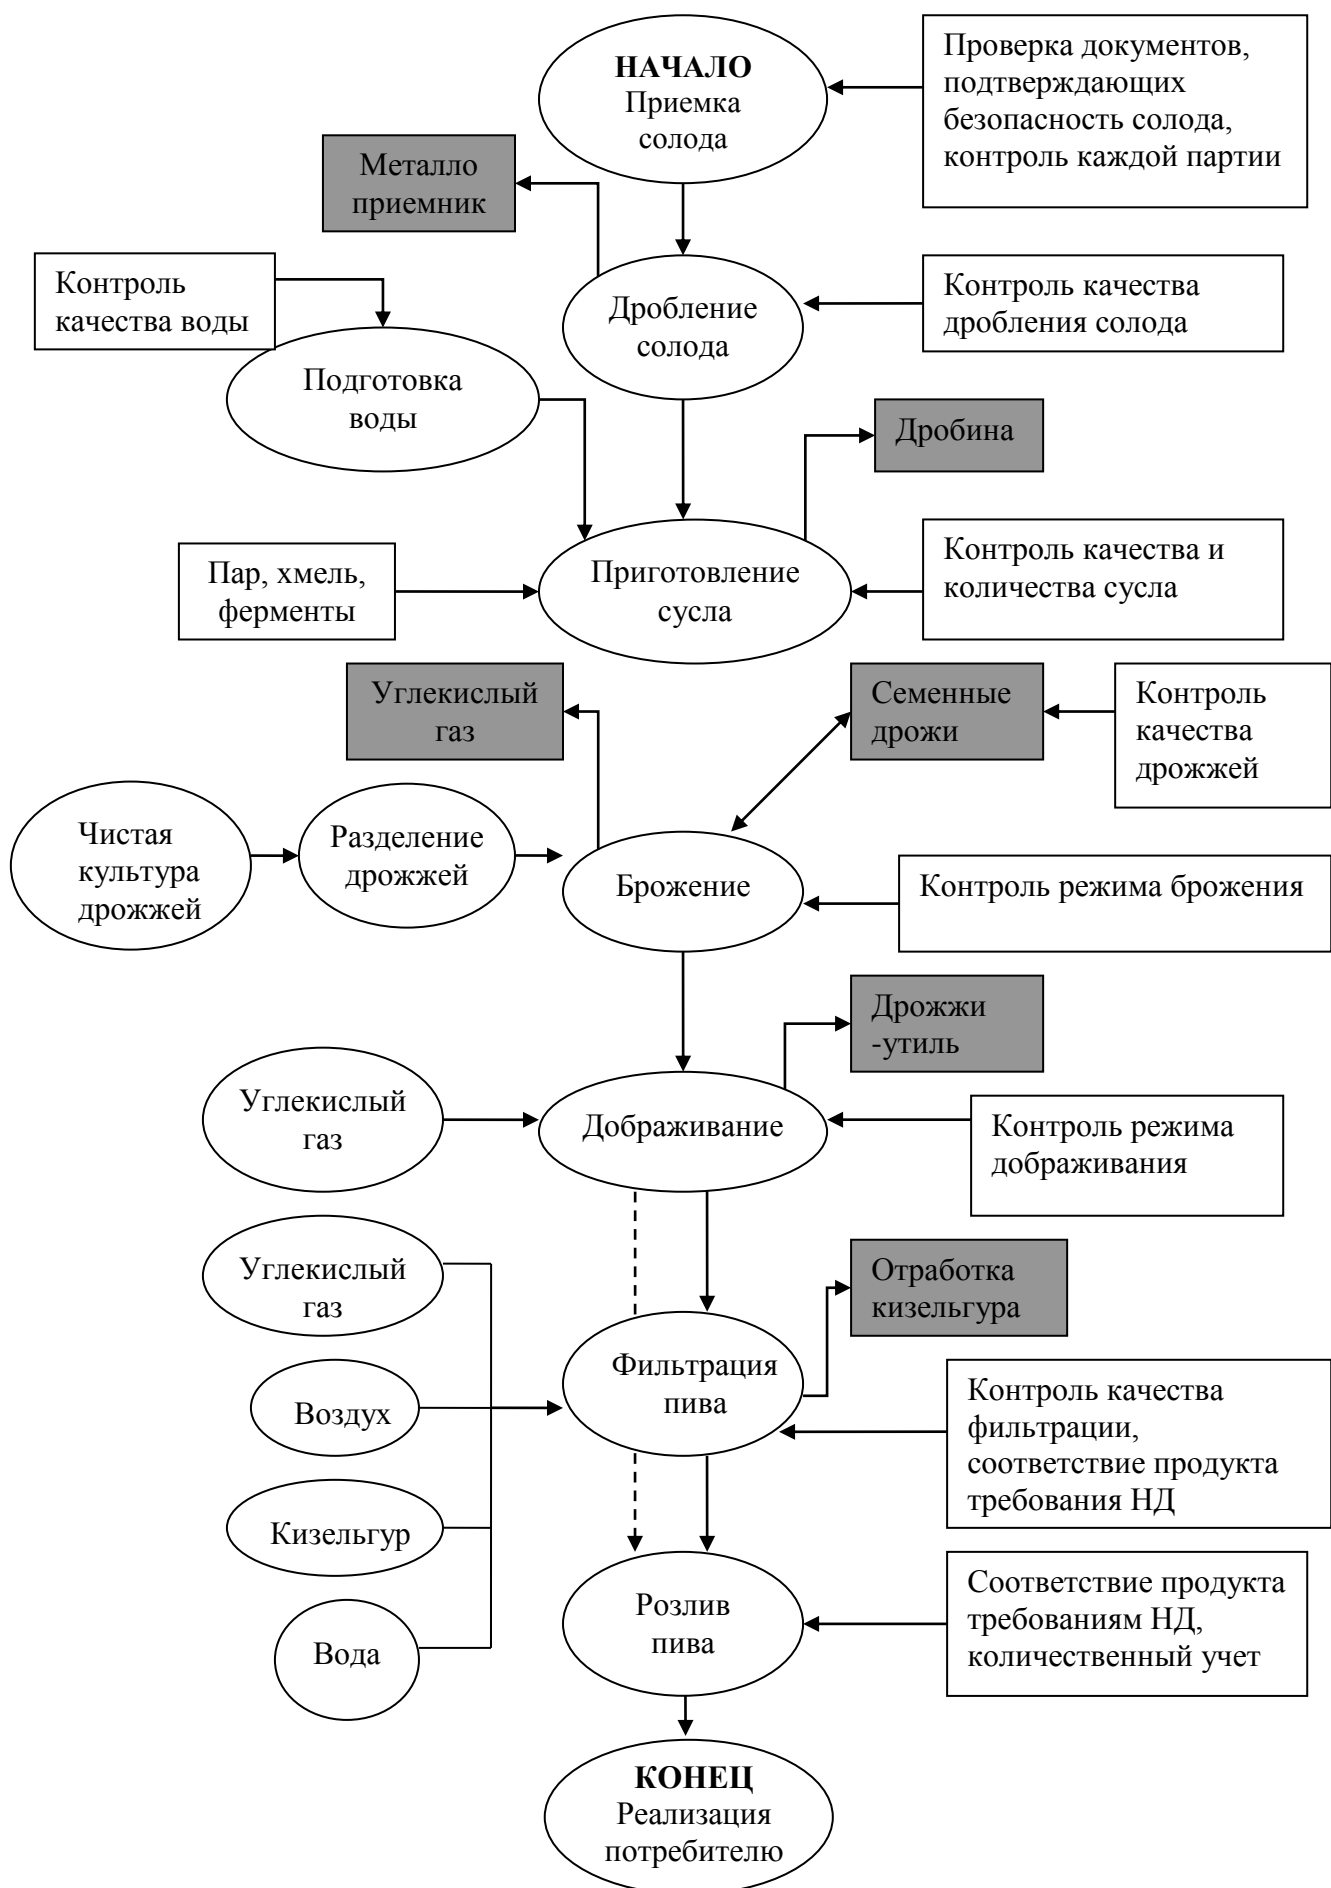 НАЧАЛО
Приемка
солода
Проверка документов,
подтверждающих
безопасность солода,
контроль каждой партии
Металло
приемник
Контроль
качества воды
Дробление
солода
Контроль качества
дробления солода
Подготовка
воды
Дробина
Пар, хмель,
ферменты
Приготовление
сусла
Контроль качества и
количества сусла
Углекислый
газ
Семенные
дрожи
Контроль
качества
дрожжей
Чистая
культура
дрожжей
Разделение
дрожжей
Брожение
Контроль режима брожения
Дрожжи
-утиль
Углекислый
газ
Дображивание
Контроль режима
дображивания
Углекислый
газ
Отработка
кизельгура
Фильтрация
пива
Воздух
Контроль качества
фильтрации,
соответствие продукта
требования НД
Кизельгур
Вода
Розлив
пива
Соответствие продукта
требованиям НД,
количественный учет
КОНЕЦ
Реализация
потребителю